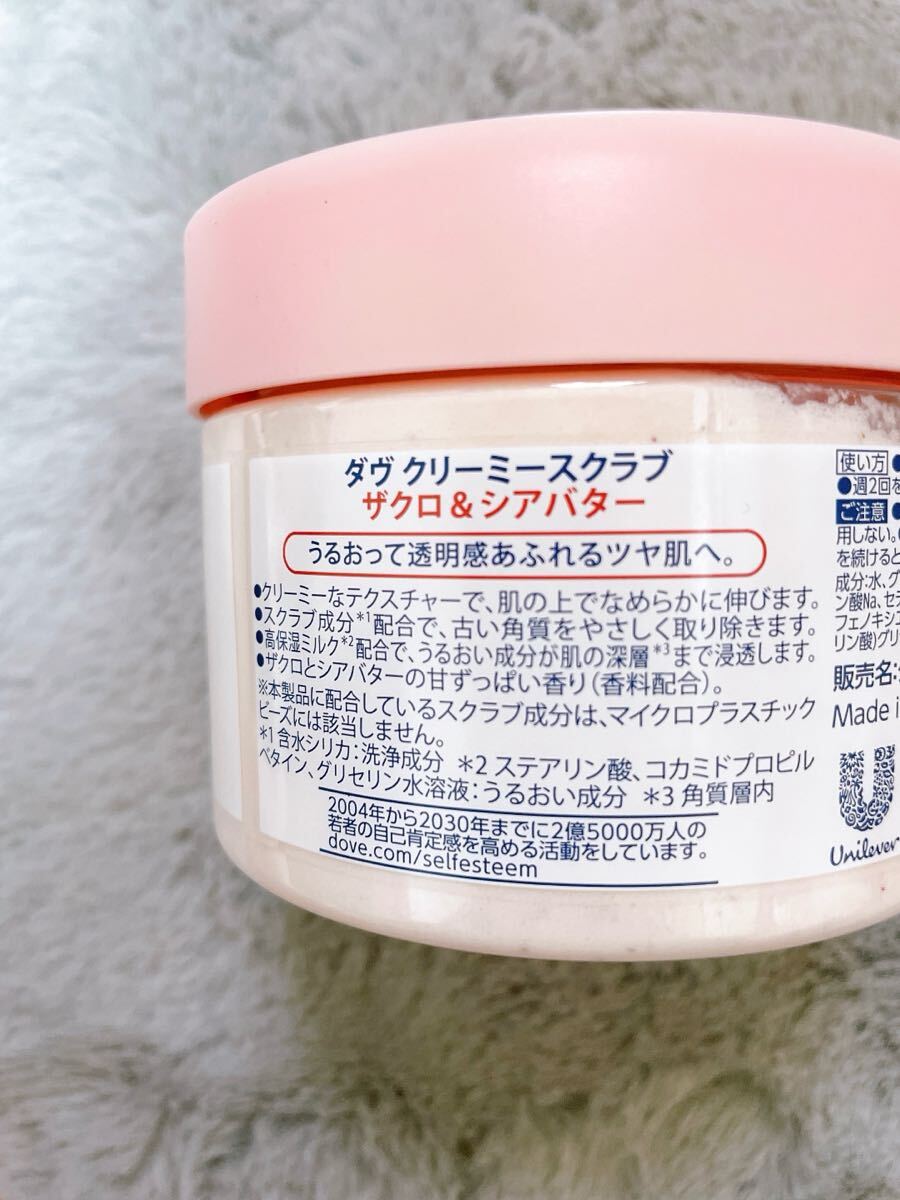 ダヴ クリーミースクラブ
ザクロ&シアバター
うるおって透明感あふれるツヤ肌へ。
●クリーミーなテクスチャーで、肌の上でなめらかに伸びます。
●スクラブ成分*1配合で、古い角質をやさしく取り除きます。
●高保湿ミルク*2配合で、うるおい成分が肌の深層*3まで浸透します。
●ザクロとシアバターの甘ずっぱい香り(香料配合)。
※本製品に配合しているスクラブ成分は、マイクロプラスチック
ビーズには該当しません。
*1 含水シリカ:洗浄成分 *2 ステアリン酸、コカミドプロピル
ベタイン、グリセリン水溶液:うるおい成分 *3 角質層内
2004年から2030年までに2億5000万人の
若者の自己肯定感を高める活動をしています。
dove.com/selfesteem
使い方 ●
●週2回を
ご注意 ●
用しない。
を続けると
成分:水、グ
ン酸Na、セテ
フェノキシエ
リン酸)グリ
販売名:
Made i
Unilever